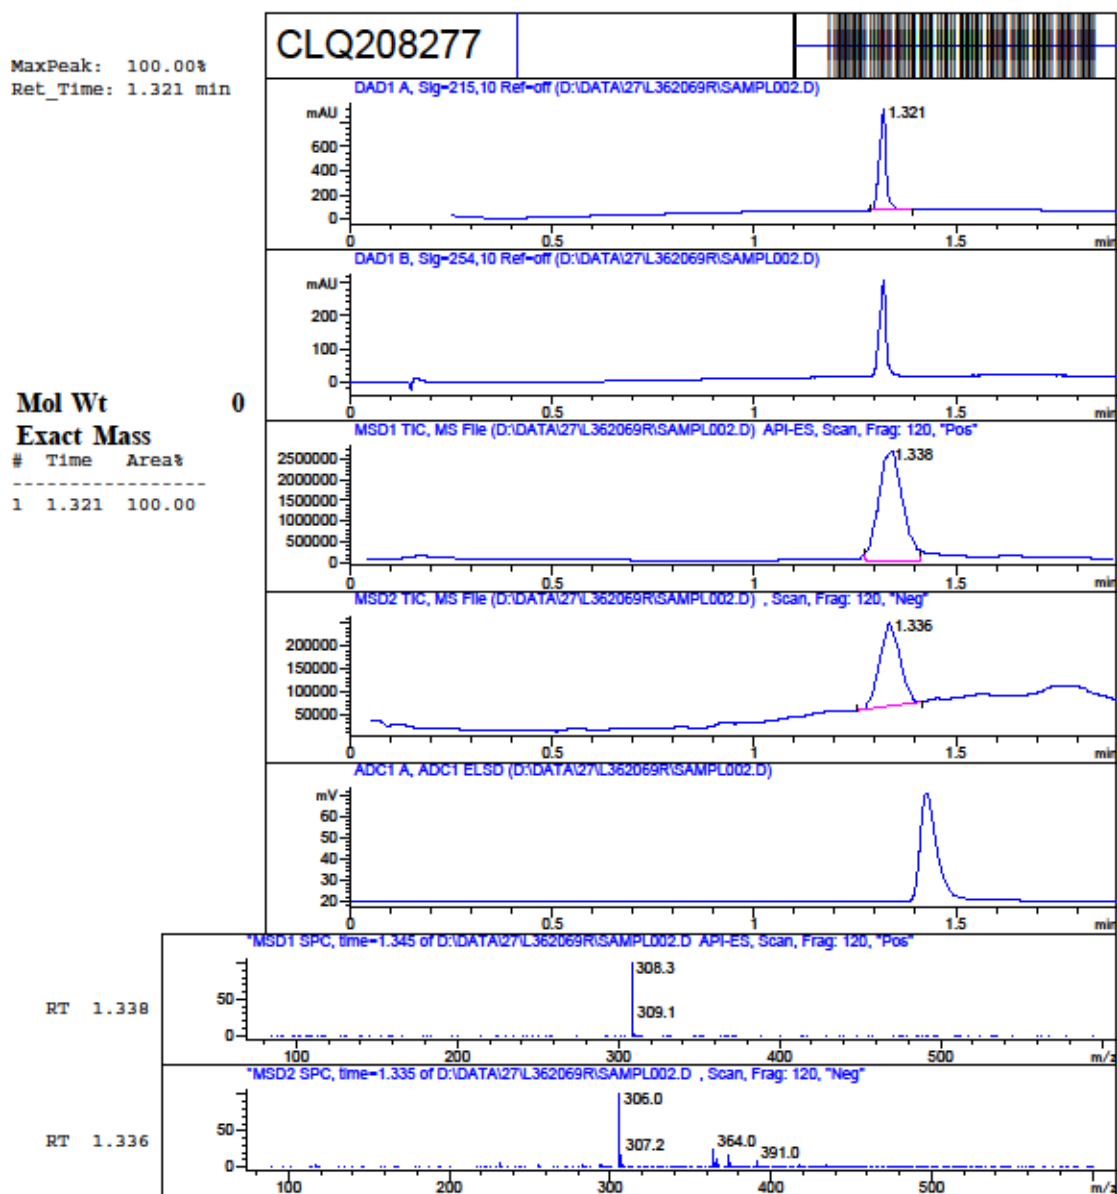 CLQ208277
MaxPeak: 100.00%
Ret_Time: 1.321 min
DAD1 A, Sig=215,10 Ref=off (D:\DATA\27\L362069R\SAMPL002.D)
mAU
1.321
600
400
200
0
0 0.5 1 1.5 min
DAD1 B, Sig=254,10 Ref=off (D:\DATA\27\L362069R\SAMPL002.D)
mAU
200
100
0
0 0.5 1 1.5 min
Mol Wt 0
Exact Mass
# Time Area%
-----------------
1 1.321 100.00
MSD1 TIC, MS File (D:\DATA\27\L362069R\SAMPL002.D) API-ES, Scan, Frag: 120, "Pos"
2500000
1.338
2000000
1500000
1000000
500000
0
0 0.5 1 1.5 min
MSD2 TIC, MS File (D:\DATA\27\L362069R\SAMPL002.D) , Scan, Frag: 120, "Neg"
1.336
200000
150000
100000
50000
0 0.5 1 1.5 min
ADC1 A, ADC1 ELSD (D:\DATA\27\L362069R\SAMPL002.D)
mV
60
50
40
30
20
0 0.5 1 1.5 min
*MSD1 SPC, time=1.345 of D:\DATA\27\L362069R\SAMPL002.D API-ES, Scan, Frag: 120, "Pos"
308.3
RT 1.338
50
309.1
0
100 200 300 400 500 m/z
*MSD2 SPC, time=1.335 of D:\DATA\27\L362069R\SAMPL002.D , Scan, Frag: 120, "Neg"
306.0
RT 1.336
50
307.2 364.0
391.0
0
100 200 300 400 500 m/z